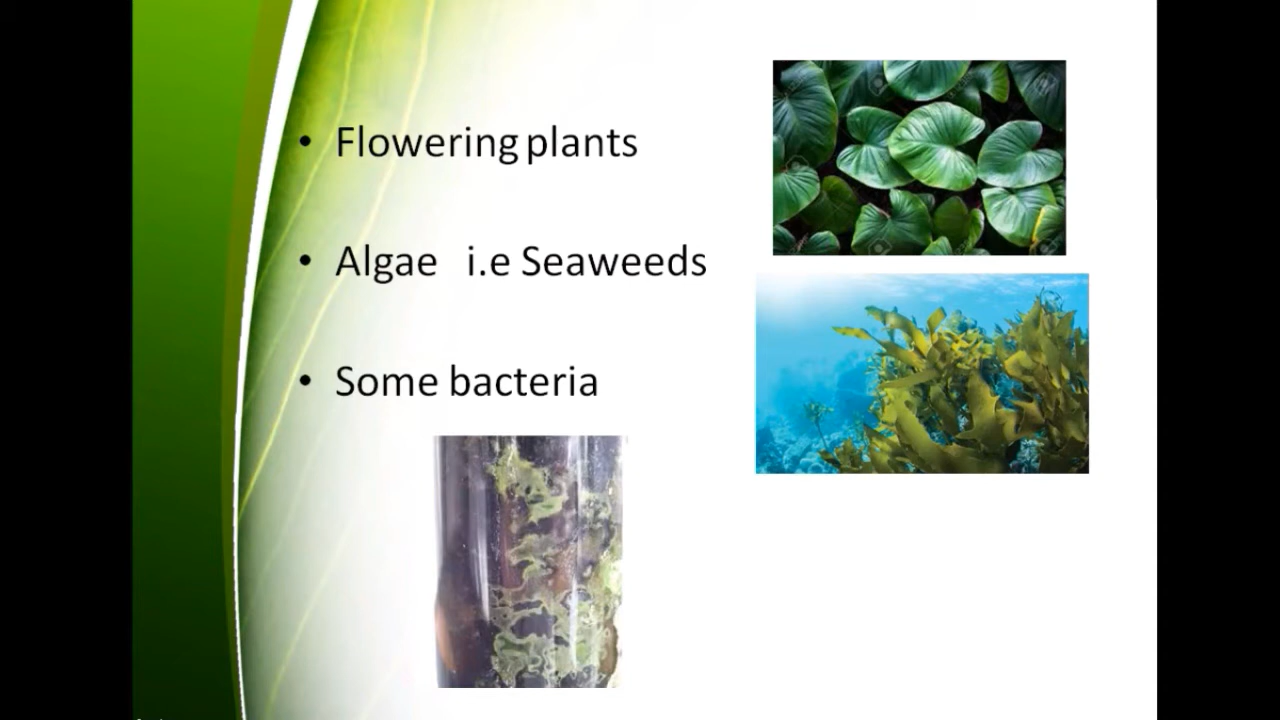 • Flowering plants
• Algae i.e Seaweeds
• Some bacteria